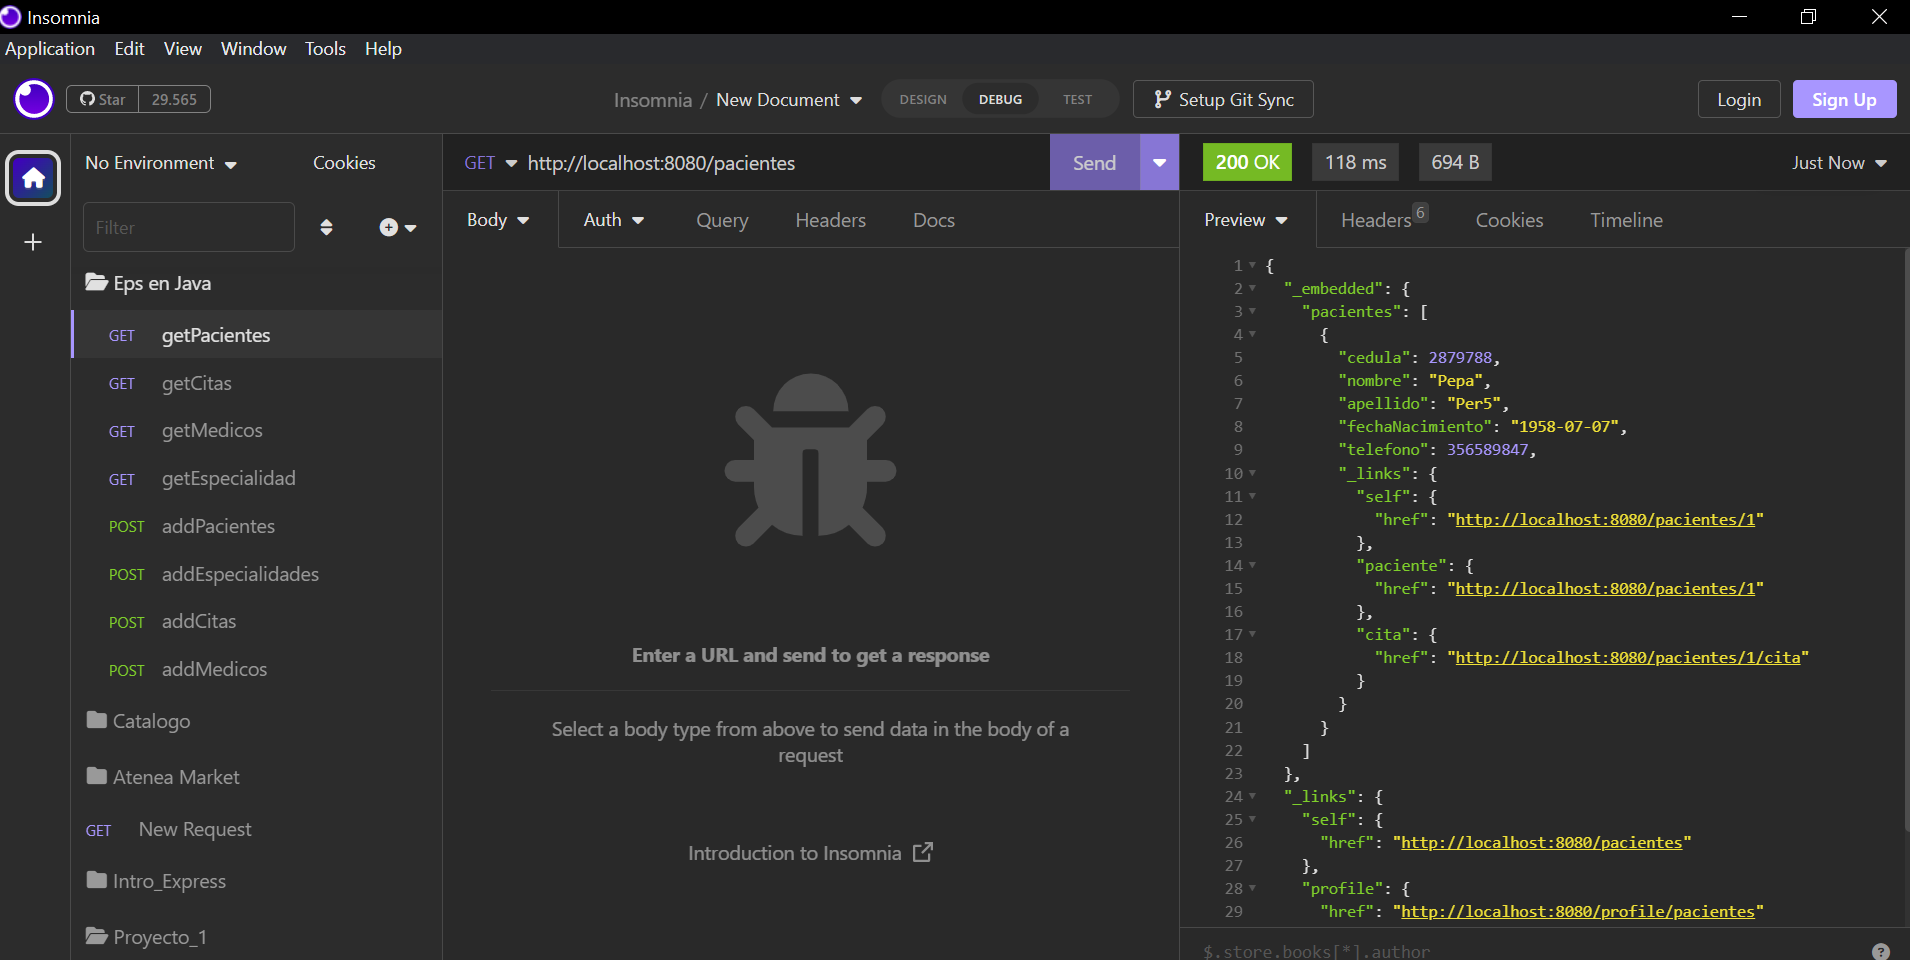 Insomnia
Application Edit View Window Tools Help
Star 29.565
Insomnia / New Document
DESIGN DEBUG TEST
Setup Git Sync
Login Sign Up
No Environment Cookies
Filter
Eps en Java
GET getPacientes
GET getCitas
GET getMedicos
GET getEspecialidad
POST addPacientes
POST addEspecialidades
POST addCitas
POST addMedicos
Catalogo
Atenea Market
GET New Request
Intro_Express
Proyecto_1
GET http://localhost:8080/pacientes Send
Body Auth Query Headers Docs
Enter a URL and send to get a response
Select a body type from above to send data in the body of a
request
Introduction to Insomnia
200 OK 118 ms 694 B Just Now
Preview Headers 6 Cookies Timeline
1 {
2 "_embedded": {
3 "pacientes": [
4 {
5 "cedula": 2879788,
6 "nombre": "Pepa",
7 "apellido": "Per5",
8 "fechaNacimiento": "1958-07-07",
9 "telefono": 356589847,
10 "_links": {
11 "self": {
12 "href": "http://localhost:8080/pacientes/1"
13 },
14 "paciente": {
15 "href": "http://localhost:8080/pacientes/1"
16 },
17 "cita": {
18 "href": "http://localhost:8080/pacientes/1/cita"
19 }
20 }
21 }
22 ]
23 },
24 "_links": {
25 "self": {
26 "href": "http://localhost:8080/pacientes"
27 },
28 "profile": {
29 "href": "http://localhost:8080/profile/pacientes"
$.store.books[*].author
?